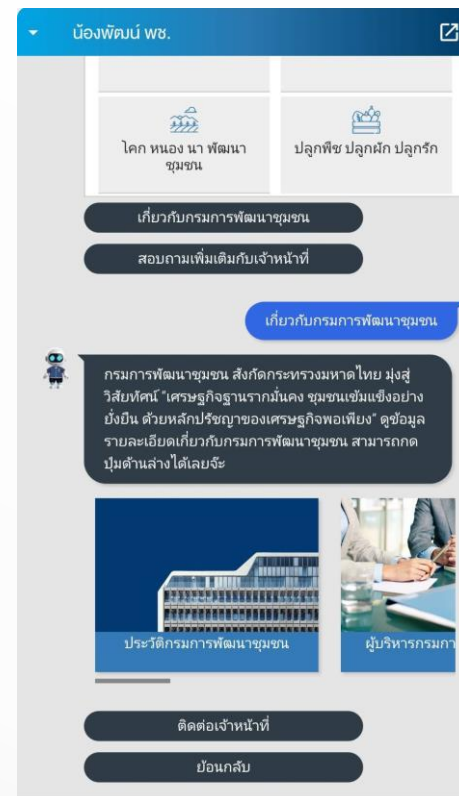 น้องพัฒน์ พช.
โคก หนอง นา พัฒนา
ชุมชน
ปลูกพืช ปลูกผัก ปลูกรัก
เกี่ยวกับกรมการพัฒนาชุมชน
สอบถามเพิ่มเติมกับเจ้าหน้าที่
เกี่ยวกับกรมการพัฒนาชุมชน
กรมการพัฒนาชุมชน สังกัดกระทรวงมหาดไทย มุ่งสู่
วิสัยทัศน์ "เศรษฐกิจฐานรากมั่นคง ชุมชนเข้มแข็งอย่าง
ยั่งยืน ด้วยหลักปรัชญาของเศรษฐกิจพอเพียง" ดูข้อมูล
รายละเอียดเกี่ยวกับกรมการพัฒนาชุมชน สามารถกด
ปุ่มด้านล่างได้เลยจ๊ะ
ประวัติกรมการพัฒนาชุมชน
ผู้บริหารกรมกา
ติดต่อเจ้าหน้าที่
ย้อนกลับ